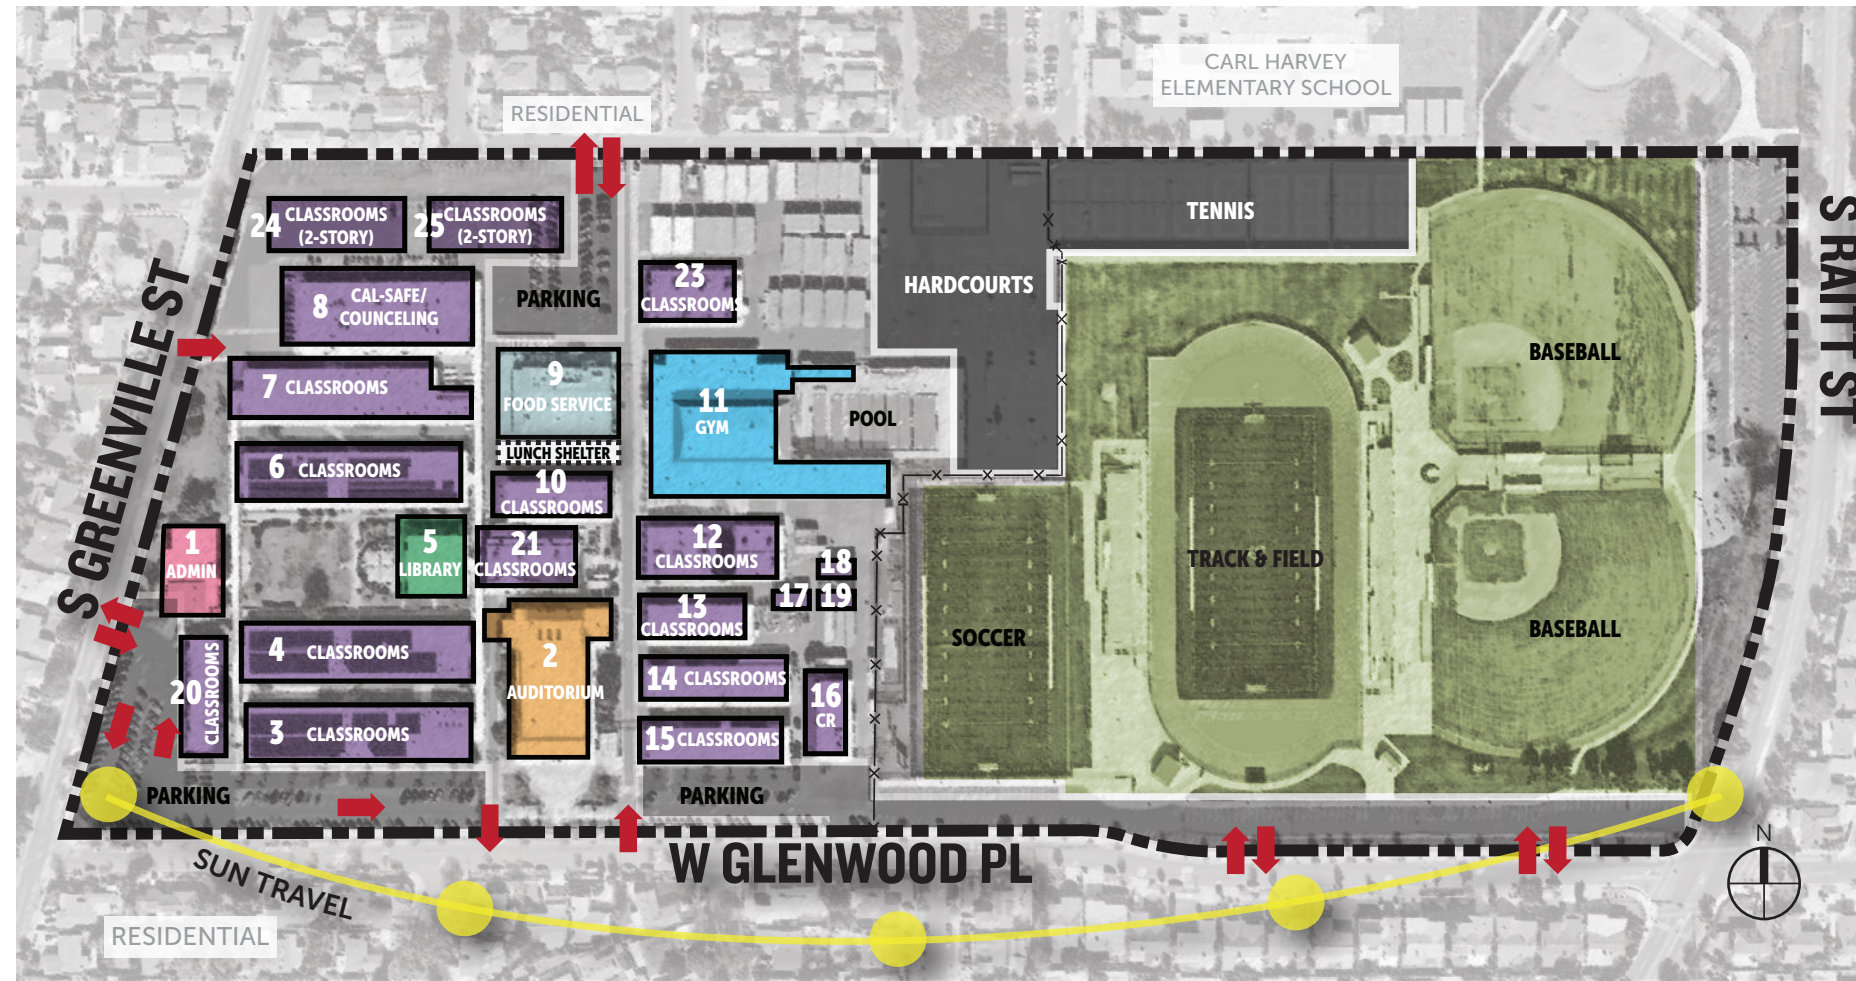 CARL HARVEY
ELEMENTARY SCHOOL
RESIDENTIAL
24 CLASSROOMS
(2-STORY)
25 CLASSROOMS
(2-STORY)
TENNIS
S RAITT ST
8 CAL-SAFE/
COUNCELING
PARKING
23
CLASSROOMS
HARDCOURTS
S GREENVILLE ST
7 CLASSROOMS
9
FOOD SERVICE
11
GYM
POOL
BASEBALL
LUNCH SHELTER
6 CLASSROOMS
10
CLASSROOMS
1
ADMIN
5
LIBRARY
21
CLASSROOMS
12
CLASSROOMS
18
17
19
TRACK & FIELD
13
CLASSROOMS
SOCCER
BASEBALL
4 CLASSROOMS
2
AUDITORIUM
14 CLASSROOMS
16
CR
20 CLASSROOMS
3 CLASSROOMS
15 CLASSROOMS
PARKING
PARKING
W GLENWOOD PL
SUN TRAVEL
N
RESIDENTIAL